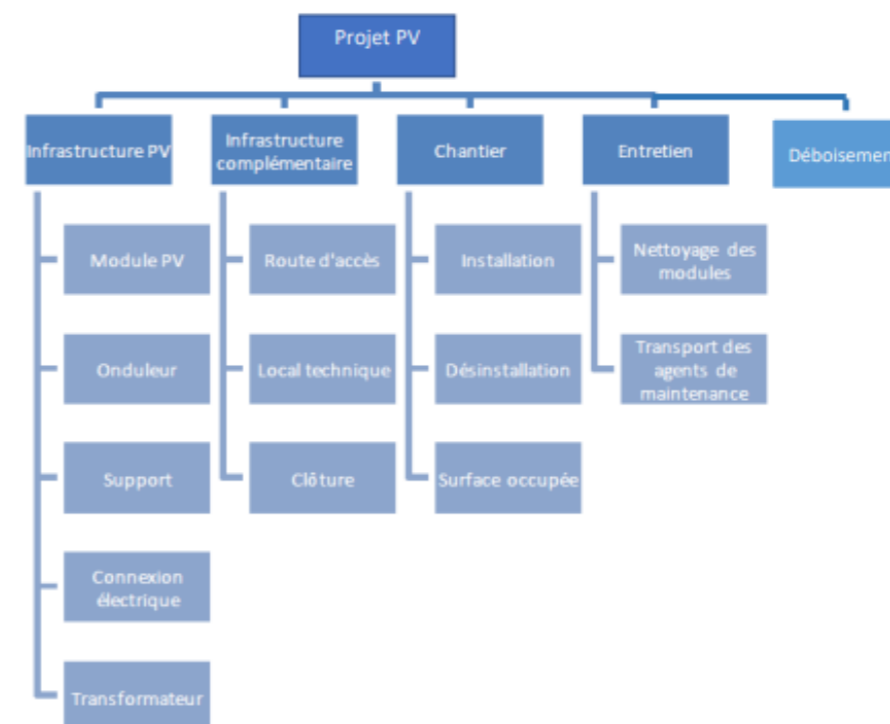 Projet PV
Infrastructure PV
Infrastructure
complémentaire
Chantier
Entretien
Déboisemen
Module PV
Route d'accès
Installation
Nettoyage des
modules
Onduleur
Local technique
Désinstallation
Transport des
agents de
maintenance
Support
Clôture
Surface occupée
Connexion
électrique
Transformateur